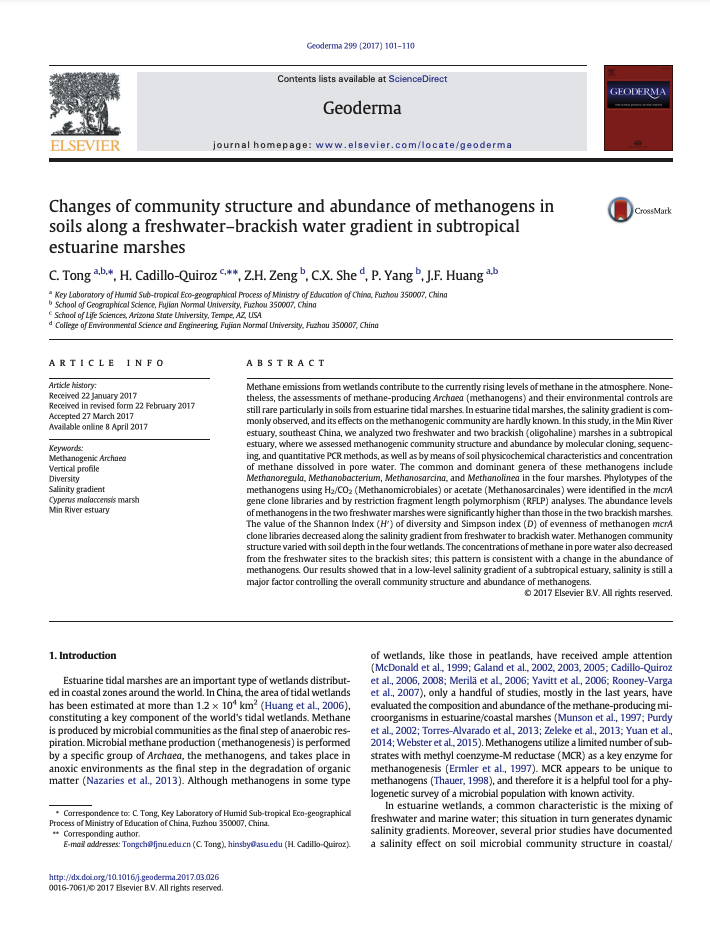 Geoderma 299 (2017) 101–110
Contents lists available at ScienceDirect
Geoderma
journal homepage: www.elsevier.com/locate/geoderma
ELSEVIER
GEODERMA
Changes of community structure and abundance of methanogens in
soils along a freshwater–brackish water gradient in subtropical
estuarine marshes
CrossMark
C. Tong a,b,*, H. Cadillo-Quiroz c,**, Z.H. Zeng b, C.X. She d, P. Yang b, J.F. Huang a,b
a Key Laboratory of Humid Sub-tropical Eco-geographical Process of Ministry of Education of China, Fuzhou 350007, China
b School of Geographical Science, Fujian Normal University, Fuzhou 350007, China
c School of Life Sciences, Arizona State University, Tempe, AZ, USA
d College of Environmental Science and Engineering, Fujian Normal University, Fuzhou 350007, China
ARTICLE INFO
Article history:
Received 22 January 2017
Received in revised form 22 February 2017
Accepted 27 March 2017
Available online 8 April 2017
Keywords:
Methanogenic Archaea
Vertical profile
Diversity
Salinity gradient
Cyperus malaccensis marsh
Min River estuary
ABSTRACT
Methane emissions from wetlands contribute to the currently rising levels of methane in the atmosphere. None-
theless, the assessments of methane-producing Archaea (methanogens) and their environmental controls are
still rare particularly in soils from estuarine tidal marshes. In estuarine tidal marshes, the salinity gradient is com-
monly observed, and its effects on the methanogenic community are hardly known. In this study, in the Min River
estuary, southeast China, we analyzed two freshwater and two brackish (oligohaline) marshes in a subtropical
estuary, where we assessed methanogenic community structure and abundance by molecular cloning, sequenc-
ing, and quantitative PCR methods, as well as by means of soil physicochemical characteristics and concentration
of methane dissolved in pore water. The common and dominant genera of these methanogens include
Methanoregula, Methanobacterium, Methanosarcina, and Methanolinea in the four marshes. Phylotypes of the
methanogens using H2/CO2 (Methanomicrobiales) or acetate (Methanosarcinales) were identified in the mcrA
gene clone libraries and by restriction fragment length polymorphism (RFLP) analyses. The abundance levels
of methanogens in the two freshwater marshes were significantly higher than those in the two brackish marshes.
The value of the Shannon Index (H′) of diversity and Simpson index (D) of evenness of methanogen mcrA
clone libraries decreased along the salinity gradient from freshwater to brackish water. Methanogen community
structure varied with soil depth in the four wetlands. The concentrations of methane in pore water also decreased
from the freshwater sites to the brackish sites; this pattern is consistent with a change in the abundance of
methanogens. Our results showed that in a low-level salinity gradient of a subtropical estuary, salinity is still a
major factor controlling the overall community structure and abundance of methanogens.
© 2017 Elsevier B.V. All rights reserved.
1. Introduction
Estuarine tidal marshes are an important type of wetlands distribut-
ed in coastal zones around the world. In China, the area of tidal wetlands
has been estimated at more than 1.2 × 10⁴ km² (Huang et al., 2006),
constituting a key component of the world's tidal wetlands. Methane
is produced by microbial communities as the final step of anaerobic res-
piration. Microbial methane production (methanogenesis) is performed
by a specific group of Archaea, the methanogens, and takes place in
anoxic environments as the final step in the degradation of organic
matter (Nazaries et al., 2013). Although methanogens in some type
* Correspondence to: C. Tong, Key Laboratory of Humid Sub-tropical Eco-geographical
Process of Ministry of Education of China, Fuzhou 350007, China.
** Corresponding author.
E-mail addresses: Tongch@fjnu.edu.cn (C. Tong), hinsby@asu.edu (H. Cadillo-Quiroz).
of wetlands, like those in peatlands, have received ample attention
(McDonald et al., 1999; Galand et al., 2002, 2003, 2005; Cadillo-Quiroz
et al., 2006, 2008; Merilä et al., 2006; Yavitt et al., 2006; Rooney-Varga
et al., 2007), only a handful of studies, mostly in the last years, have
evaluated the composition and abundance of the methane-producing mi-
croorganisms in estuarine/coastal marshes (Munson et al., 1997; Purdy
et al., 2002; Torres-Alvarado et al., 2013; Zeleke et al., 2013; Yuan et al.,
2014; Webster et al., 2015). Methanogens utilize a limited number of sub-
strates with methyl coenzyme-M reductase (MCR) as a key enzyme for
methanogenesis (Ermler et al., 1997). MCR appears to be unique to
methanogens (Thauer, 1998), and therefore it is a helpful tool for a phy-
logenetic survey of a microbial population with known activity.
In estuarine wetlands, a common characteristic is the mixing of
freshwater and marine water; this situation in turn generates dynamic
salinity gradients. Moreover, several prior studies have documented
a salinity effect on soil microbial community structure in coastal/
http://dx.doi.org/10.1016/j.geoderma.2017.03.026
0016-7061/© 2017 Elsevier B.V. All rights reserved.